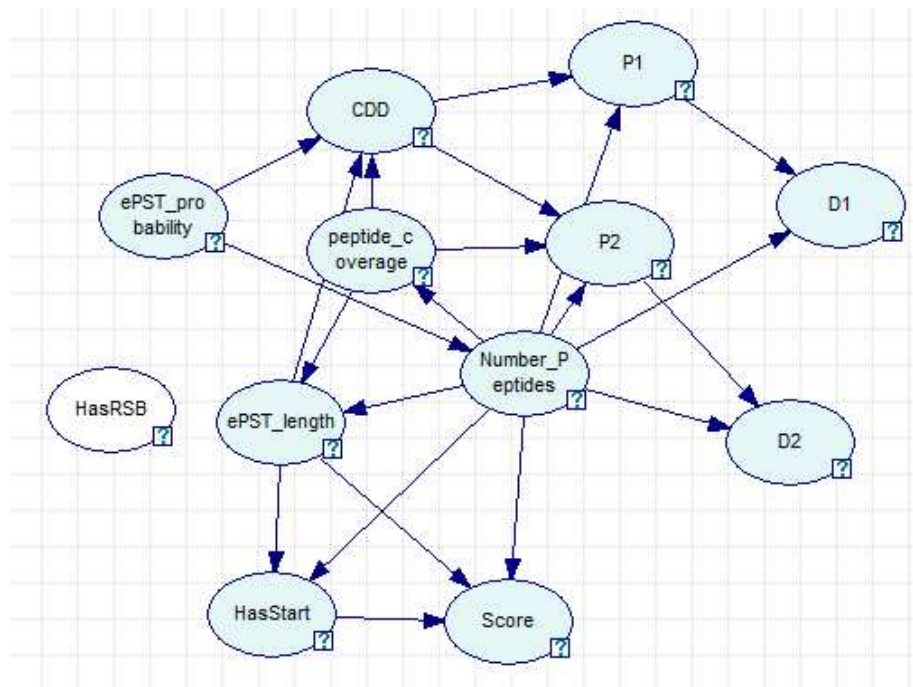 P1
?
CDD
?
ePST_pro
bability
?
D1
?
peptide_c
overage
?
P2
?
Number_P
eptides
?
HasRSB
?
ePST_length
?
D2
?
HasStart
?
Score
?